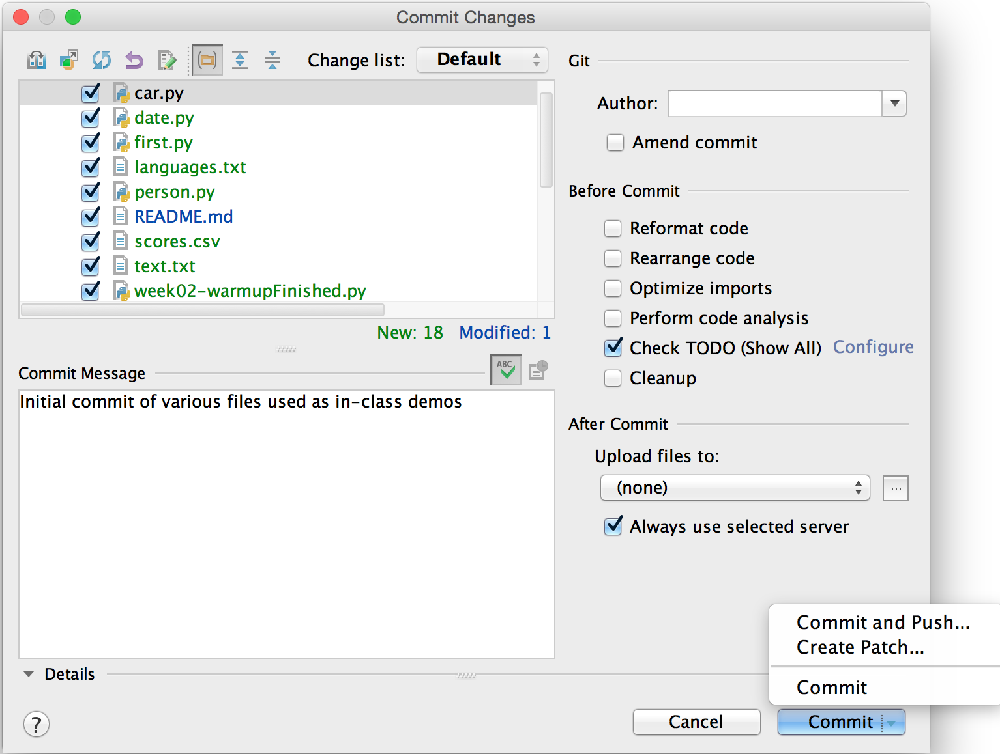 Commit Changes
Change list: Default
car.py
date.py
first.py
languages.txt
person.py
README.md
scores.csv
text.txt
week02-warmupFinished.py
New: 18 Modified: 1
Commit Message
ABC
Initial commit of various files used as in-class demos
Details
?
Git
Author:
Amend commit
Before Commit
Reformat code
Rearrange code
Optimize imports
Perform code analysis
Check TODO (Show All) Configure
Cleanup
After Commit
Upload files to:
(none) ...
Always use selected server
Commit and Push...
Create Patch...
Commit
Cancel Commit